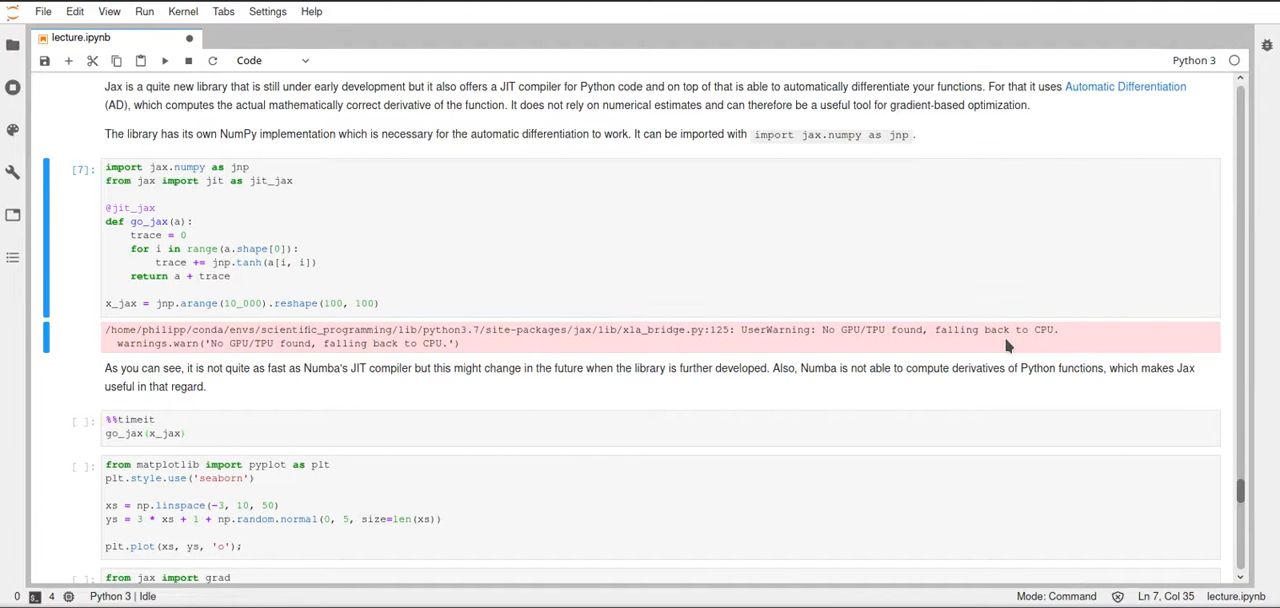 File Edit View Run Kernel Tabs Settings Help
lecture.ipynb
Code
Python 3
Jax is a quite new library that is still under early development but it also offers a JIT compiler for Python code and on top of that is able to automatically differentiate your functions. For that it uses Automatic Differentiation
(AD), which computes the actual mathematically correct derivative of the function. It does not rely on numerical estimates and can therefore be a useful tool for gradient-based optimization.
The library has its own NumPy implementation which is necessary for the automatic differentiation to work. It can be imported with import jax.numpy as jnp.
[7]: import jax.numpy as jnp
from jax import jit as jit_jax
@jit_jax
def go_jax(a):
trace = 0
for i in range(a.shape[0]):
trace += jnp.tanh(a[i, i])
return a + trace
x_jax = jnp.arange(10_000).reshape(100, 100)
/home/philipp/conda/envs/scientific_programming/lib/python3.7/site-packages/jax/lib/xla_bridge.py:125: UserWarning: No GPU/TPU found, falling back to CPU.
warnings.warn('No GPU/TPU found, falling back to CPU.')
As you can see, it is not quite as fast as Numba's JIT compiler but this might change in the future when the library is further developed. Also, Numba is not able to compute derivatives of Python functions, which makes Jax
useful in that regard.
[ ]: %%timeit
go_jax(x_jax)
[ ]: from matplotlib import pyplot as plt
plt.style.use('seaborn')
xs = np.linspace(-3, 10, 50)
ys = 3 * xs + 1 + np.random.normal(0, 5, size=len(xs))
plt.plot(xs, ys, 'o');
[ ]: from jax import grad
0 4 Python 3 | Idle Mode: Command Ln 7, Col 35 lecture.ipynb